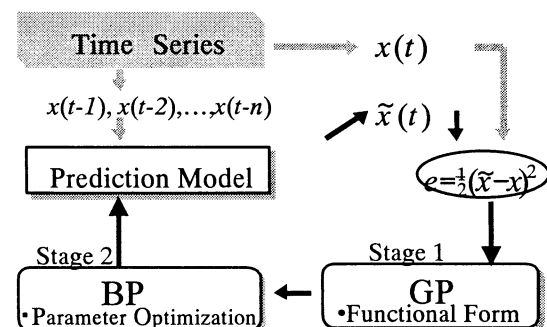 Time Series
x(t)
x(t-1), x(t-2),...,x(t-n)
x̃(t)
Prediction Model
e=½(x̃−x)²
Stage 2
Stage 1
BP
•Parameter Optimization
GP
•Functional Form